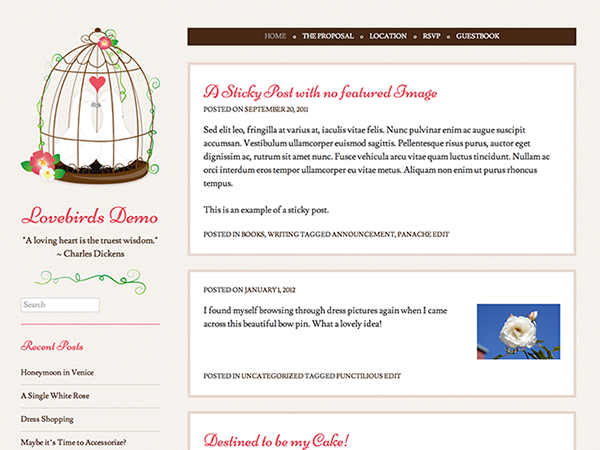 HOME THE PROPOSAL LOCATION RSVP GUESTBOOK
Lovebirds Demo
"A loving heart is the truest wisdom."
~ Charles Dickens
Search
Recent Posts
Honeymoon in Venice
A Single White Rose
Dress Shopping
Maybe it's Time to Accessorize?
A Sticky Post with no featured Image
POSTED ON SEPTEMBER 20, 2011
Sed elit leo, fringilla at varius at, iaculis vitae felis. Nunc pulvinar enim ac augue suscipit
accumsan. Vestibulum ullamcorper euismod sagittis. Pellentesque risus purus, auctor eget
dignissim ac, rutrum sit amet nunc. Fusce vehicula arcu vitae quam luctus tincidunt. Nullam ac
orci interdum eros tempor ullamcorper eu vitae metus. Aliquam non enim ut purus rhoncus
tempus.
This is an example of a sticky post.
POSTED IN BOOKS, WRITING TAGGED ANNOUNCEMENT, PANACHE EDIT
POSTED ON JANUARY 1, 2012
I found myself browsing through dress pictures again when I came
across this beautiful bow pin. What a lovely idea!
POSTED IN UNCATEGORIZED TAGGED PUNCTILIOUS EDIT
Destined to be my Cake!